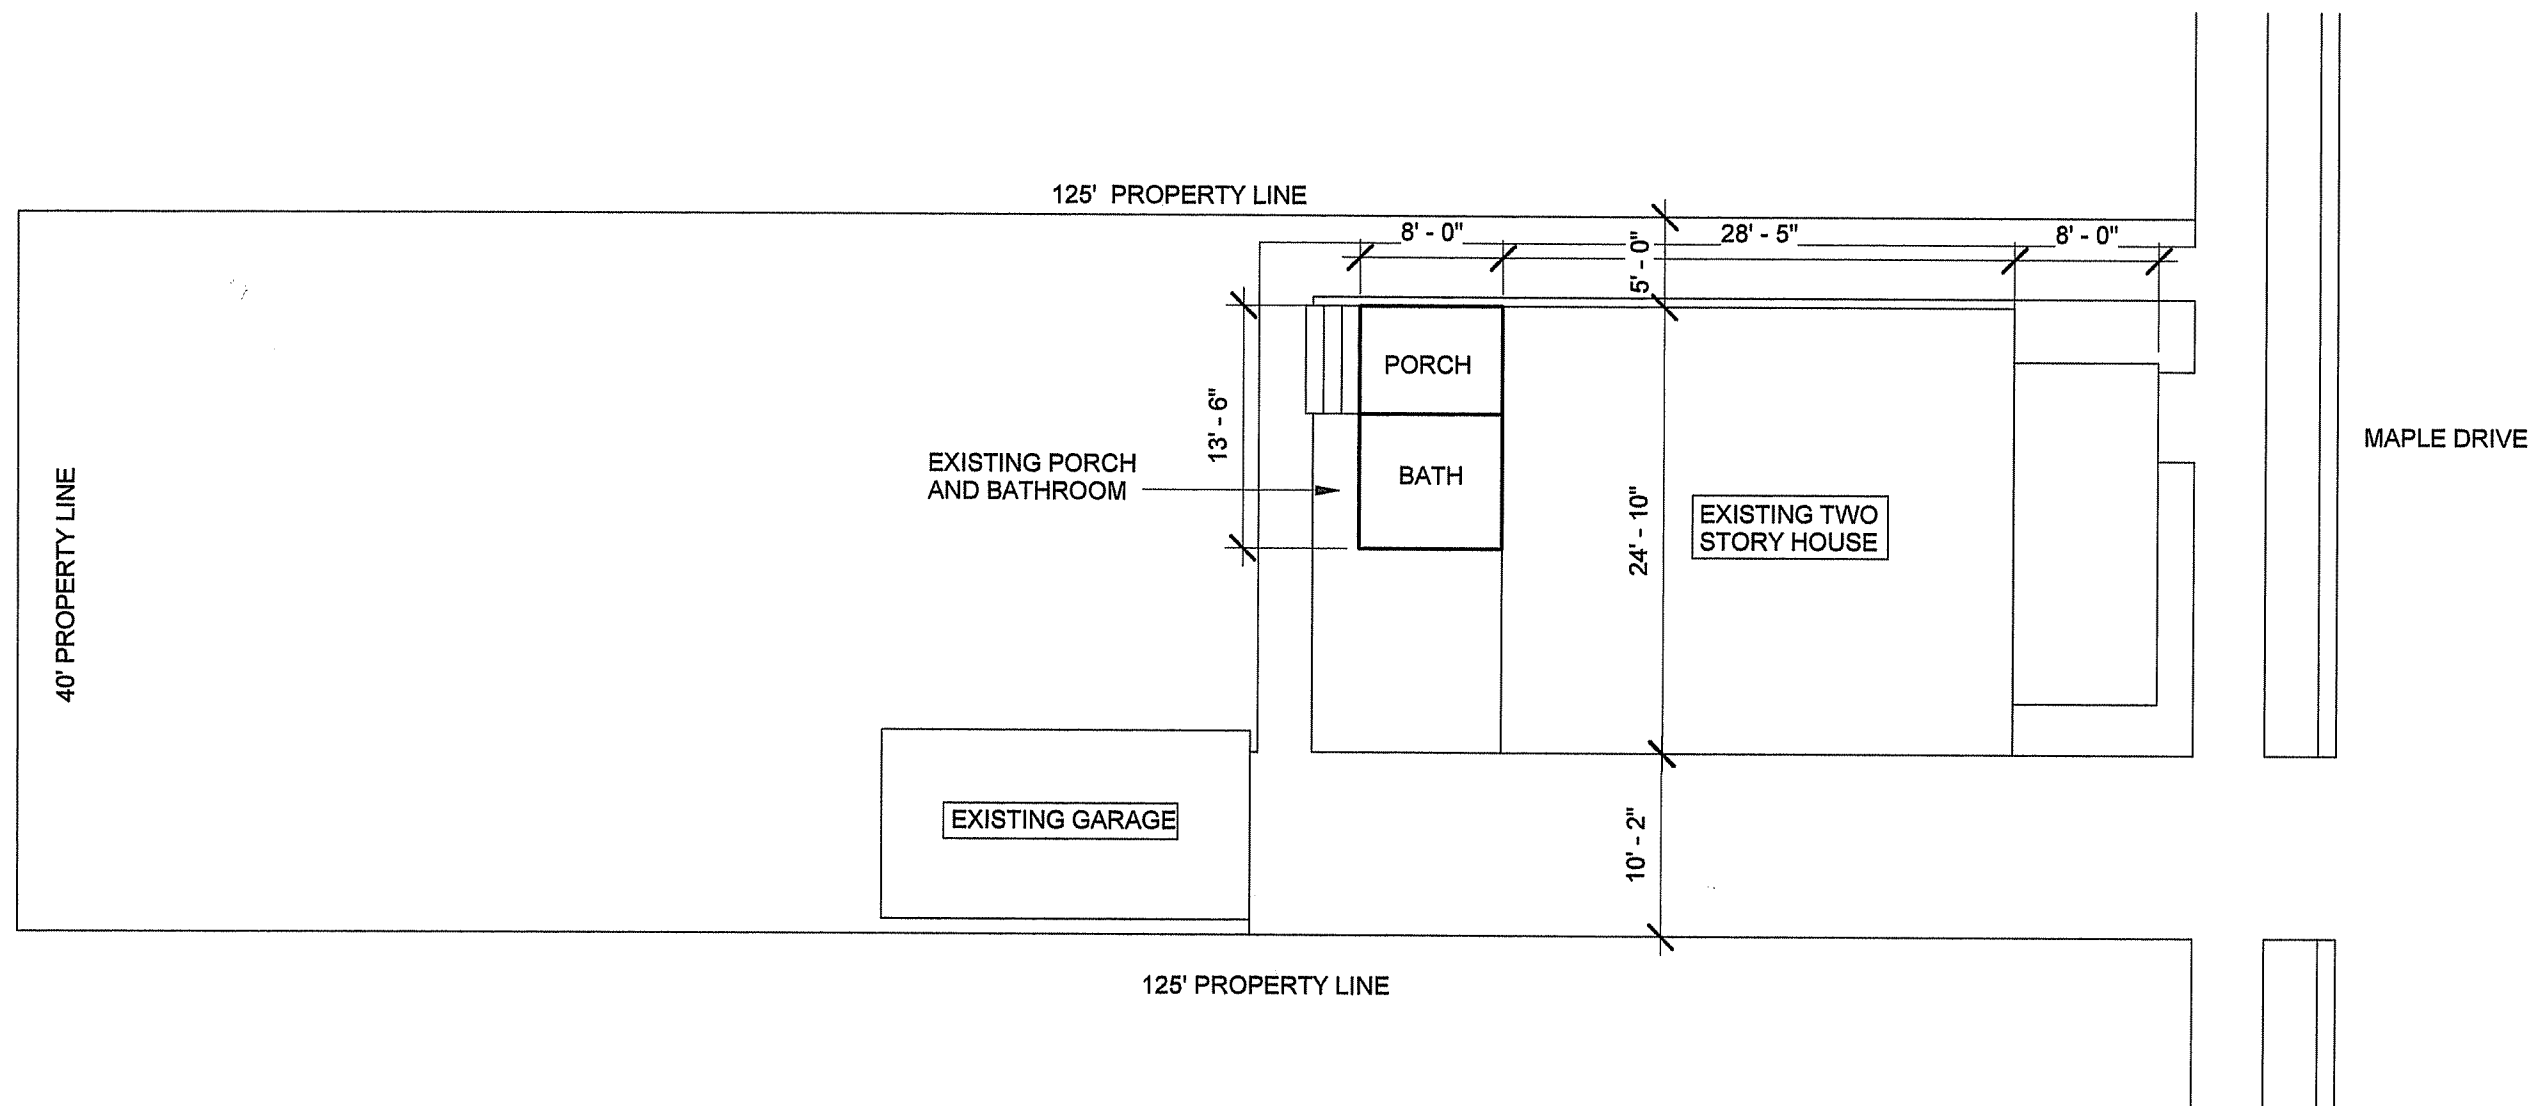 125' PROPERTY LINE
8' - 0"
28' - 5"
8' - 0"
5' - 0"
PORCH
13' - 6"
MAPLE DRIVE
EXISTING PORCH
AND BATHROOM
BATH
24' - 10"
EXISTING TWO
STORY HOUSE
40' PROPERTY LINE
EXISTING GARAGE
10' - 2"
125' PROPERTY LINE